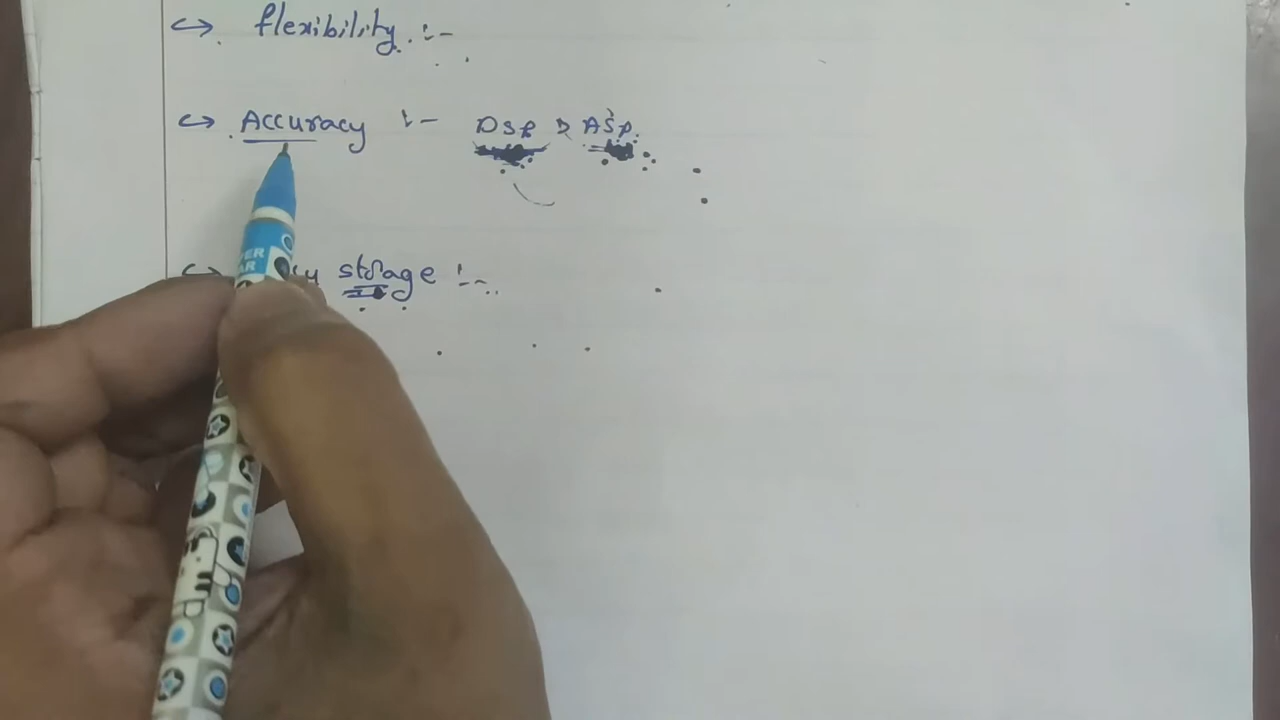 ↔ flexibility :-
↔ Accuracy :- DSP > ASP.
↔ storage :-